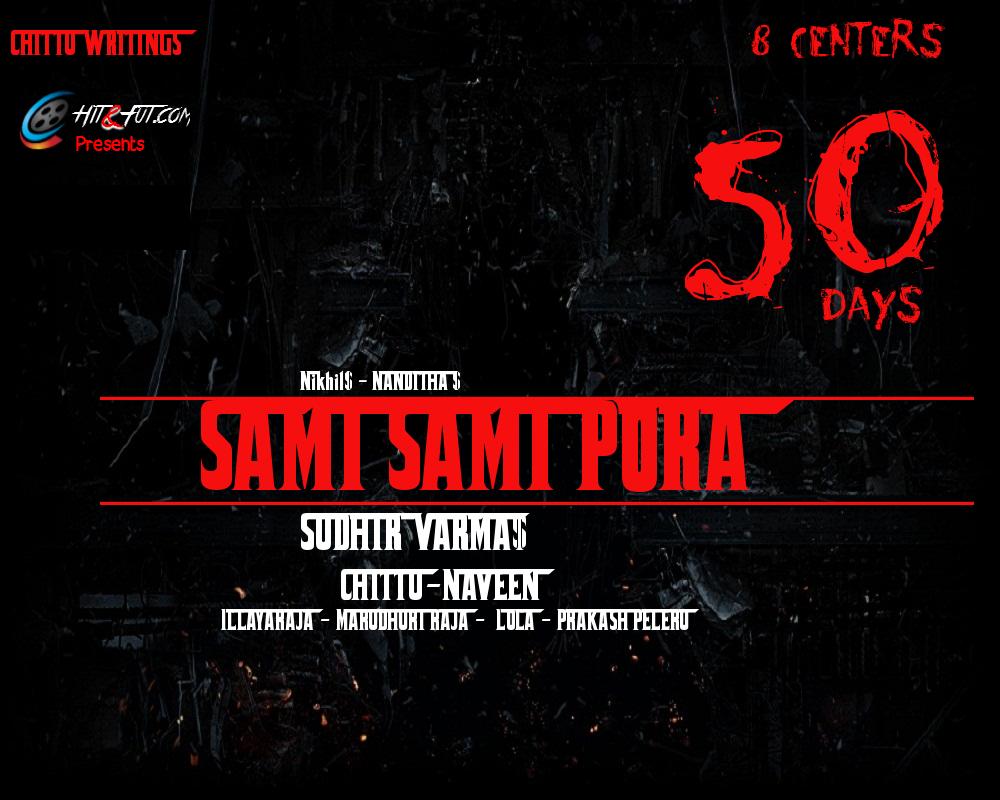 CHITTU WRITINGS
8 CENTERS
HIT&FUT.COM
Presents
50
DAYS
Nikhil$ - NANDITHA$
SAMI SAMI PORA
SUDHIR VARMA$
CHITTU-NAVEEN
ILLAYARAJA - MARUDHURI RAJA - LOLA - PRAKASH PELERU